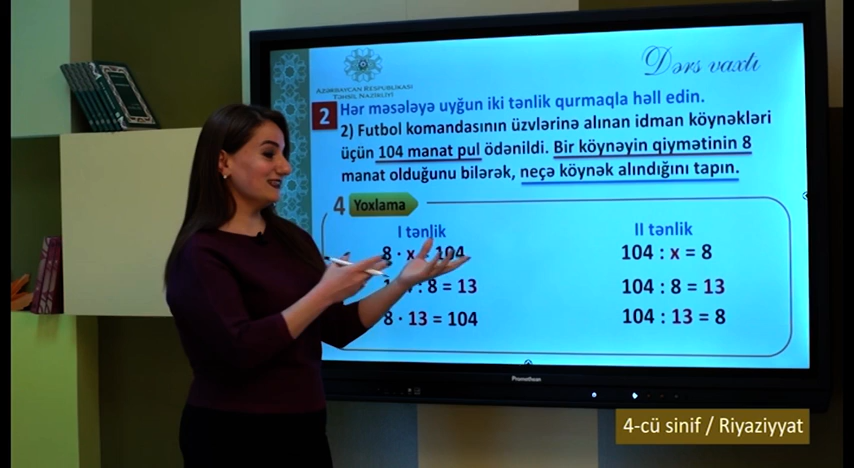 Dərs vaxtı
AZƏRBAYCAN RESPUBLİKASI
TƏHSİL NAZİRLİYİ
2 Hər məsələyə uyğun iki tənlik qurmaqla həll edin.
2) Futbol komandasının üzvlərinə alınan idman köynəkləri
üçün 104 manat pul ödənildi. Bir köynəyin qiymətinin 8
manat olduğunu bilərək, neçə köynək alındığını tapın.
4 Yoxlama
I tənlik
8 · x = 104
: 8 = 13
8 · 13 = 104
II tənlik
104 : x = 8
104 : 8 = 13
104 : 13 = 8
Promethean
4-cü sinif / Riyaziyyat